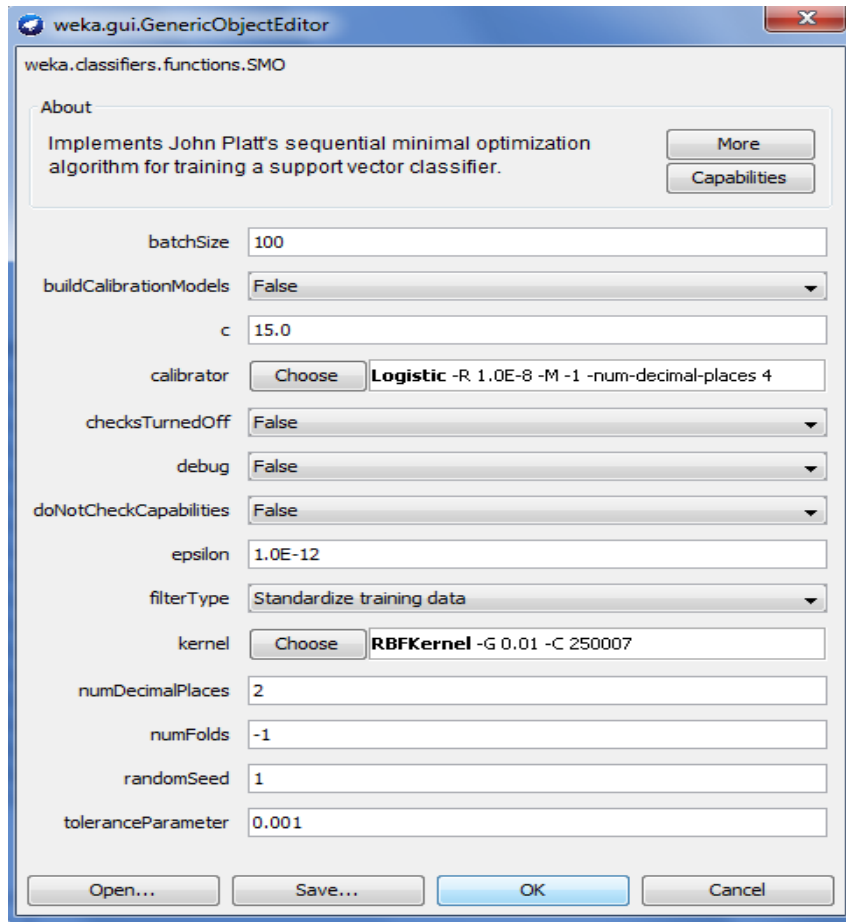 weka.gui.GenericObjectEditor
weka.classifiers.functions.SMO
About
Implements John Platt's sequential minimal optimization
algorithm for training a support vector classifier.
More
Capabilities
batchSize 100
buildCalibrationModels False
c 15.0
calibrator Choose Logistic -R 1.0E-8 -M -1 -num-decimal-places 4
checksTurnedOff False
debug False
doNotCheckCapabilities False
epsilon 1.0E-12
filterType Standardize training data
kernel Choose RBFKernel -G 0.01 -C 250007
numDecimalPlaces 2
numFolds -1
randomSeed 1
toleranceParameter 0.001
Open... Save... OK Cancel